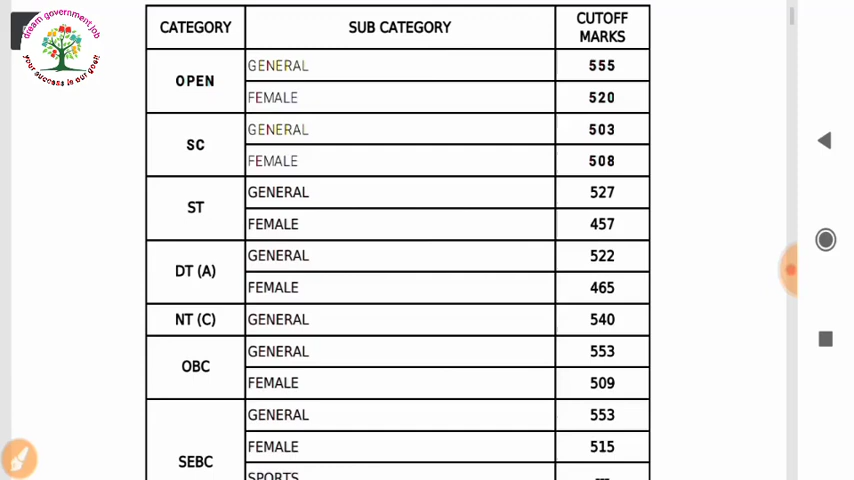 dream government job
your success is our goal!!
CATEGORY SUB CATEGORY CUTOFF MARKS
OPEN GENERAL 555
FEMALE 520
SC GENERAL 503
FEMALE 508
ST GENERAL 527
FEMALE 457
DT (A) GENERAL 522
FEMALE 465
NT (C) GENERAL 540
OBC GENERAL 553
FEMALE 509
SEBC GENERAL 553
FEMALE 515
SPORTS ---